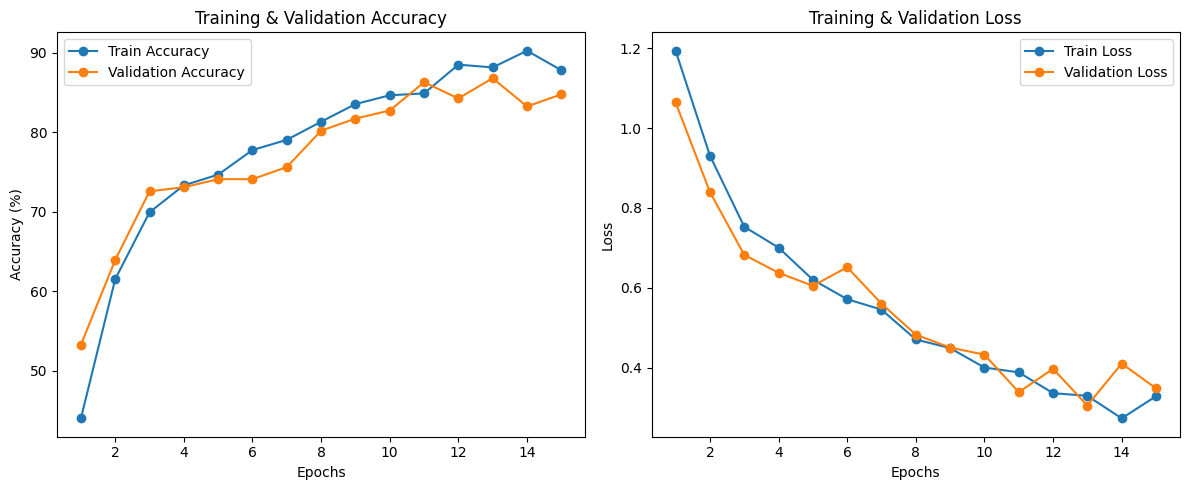 Training & Validation Accuracy
Train Accuracy
Validation Accuracy
90
80
70
60
50
Accuracy (%)
2 4 6 8 10 12 14
Epochs
Training & Validation Loss
Train Loss
Validation Loss
1.2
1.0
0.8
0.6
0.4
Loss
2 4 6 8 10 12 14
Epochs